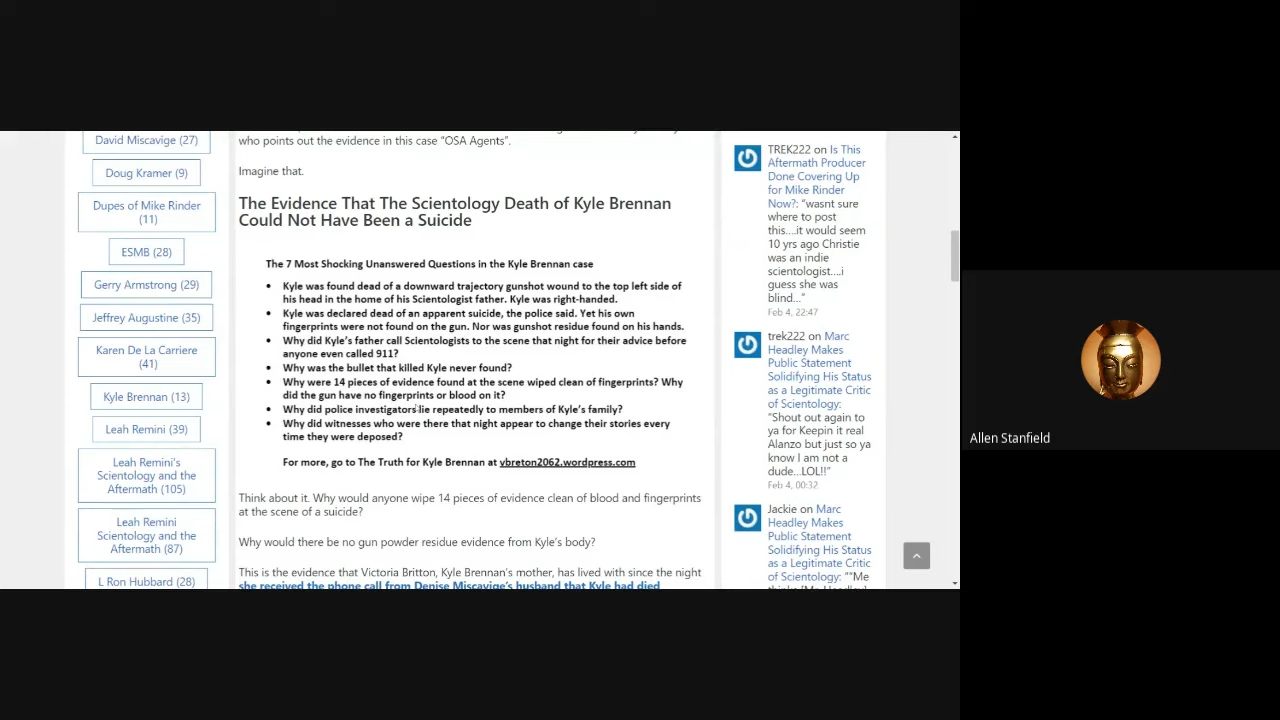 David Miscavige (27)
Doug Kramer (9)
Dupes of Mike Rinder
(11)
ESMB (28)
Gerry Armstrong (29)
Jeffrey Augustine (35)
Karen De La Carriere
(41)
Kyle Brennan (13)
Leah Remini (39)
Leah Remini's
Scientology and the
Aftermath (105)
Leah Remini
Scientology and the
Aftermath (87)
L Ron Hubbard (28)
who points out the evidence in this case “OSA Agents”.
Imagine that.
The Evidence That The Scientology Death of Kyle Brennan
Could Not Have Been a Suicide
The 7 Most Shocking Unanswered Questions in the Kyle Brennan case
• Kyle was found dead of a downward trajectory gunshot wound to the top left side of
his head in the home of his Scientologist father. Kyle was right-handed.
• Kyle was declared dead of an apparent suicide, the police said. Yet his own
fingerprints were not found on the gun. Nor was gunshot residue found on his hands.
• Why did Kyle’s father call Scientologists to the scene that night for their advice before
anyone even called 911?
• Why was the bullet that killed Kyle never found?
• Why were 14 pieces of evidence found at the scene wiped clean of fingerprints? Why
did the gun have no fingerprints or blood on it?
• Why did police investigators lie repeatedly to members of Kyle’s family?
• Why did witnesses who were there that night appear to change their stories every
time they were deposed?
For more, go to The Truth for Kyle Brennan at vbreton2062.wordpress.com
Think about it. Why would anyone wipe 14 pieces of evidence clean of blood and fingerprints
at the scene of a suicide?
Why would there be no gun powder residue evidence from Kyle’s body?
This is the evidence that Victoria Britton, Kyle Brennan’s mother, has lived with since the night
she received the phone call from Denise Miscavige’s husband that Kyle had died
TREK222 on Is This
Aftermath Producer
Done Covering Up
for Mike Rinder
Now?: “wasnt sure
where to post
this....it would seem
10 yrs ago Christie
was an indie
scientologist....i
guess she was
blind...”
Feb 4, 22:47
trek222 on Marc
Headley Makes
Public Statement
Solidifying His Status
as a Legitimate Critic
of Scientology:
“Shout out again to
ya for Keepin it real
Alanzo but just so ya
know I am not a
dude...LOL!!”
Feb 4, 00:32
Jackie on Marc
Headley Makes
Public Statement
Solidifying His Status
as a Legitimate Critic
of Scientology: “"Me
Allen Stanfield